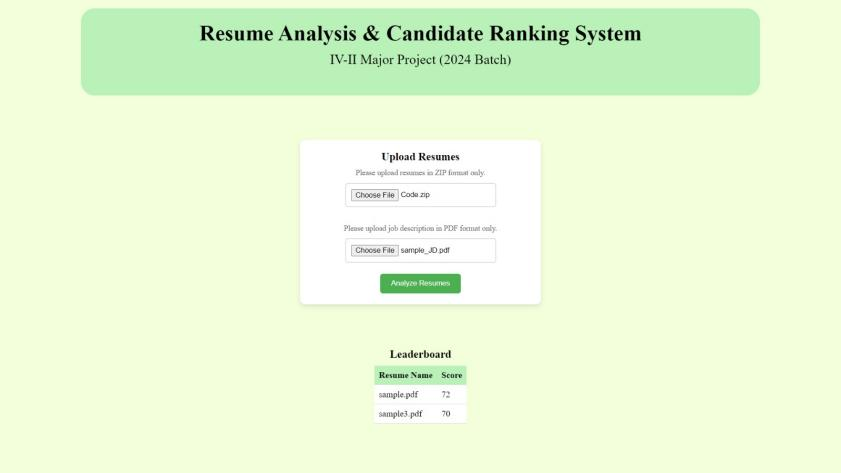 Resume Analysis & Candidate Ranking System
IV-II Major Project (2024 Batch)
Upload Resumes
Please upload resumes in ZIP format only.
Choose File Code.zip
Please upload job description in PDF format only.
Choose File sample_JD.pdf
Analyze Resumes
Leaderboard
Resume Name Score
sample.pdf 72
sample3.pdf 70